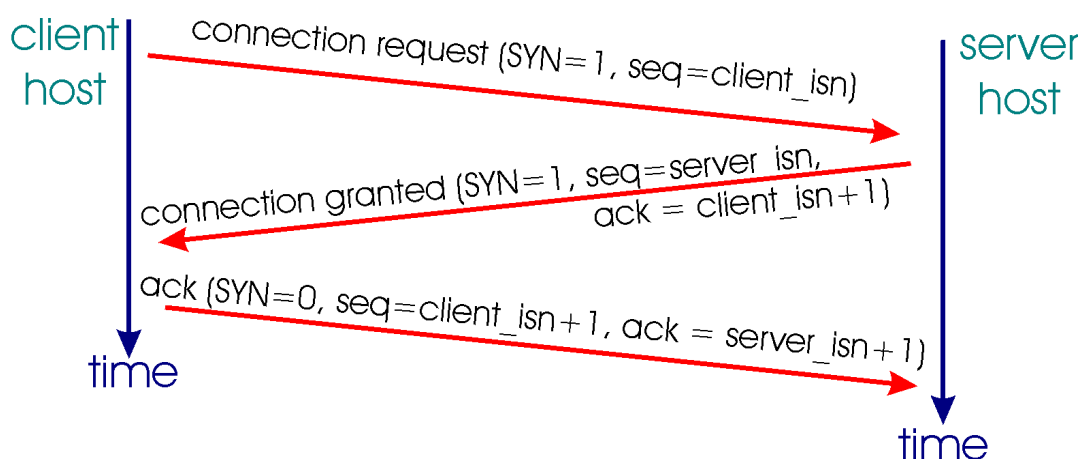 client
host
connection request (SYN=1, seq=client_isn)
server
host
connection granted (SYN=1, seq=server_isn,
ack = client_isn+1)
ack (SYN=0, seq=client_isn+1, ack = server_isn+1)
time
time